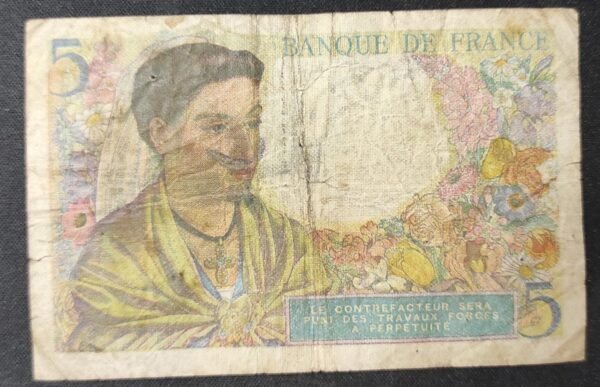 5 BANQUE DE FRANCE
LE CONTREFACTEUR SERA
PUNI DES TRAVAUX FORCES
A PERPETUITE
5